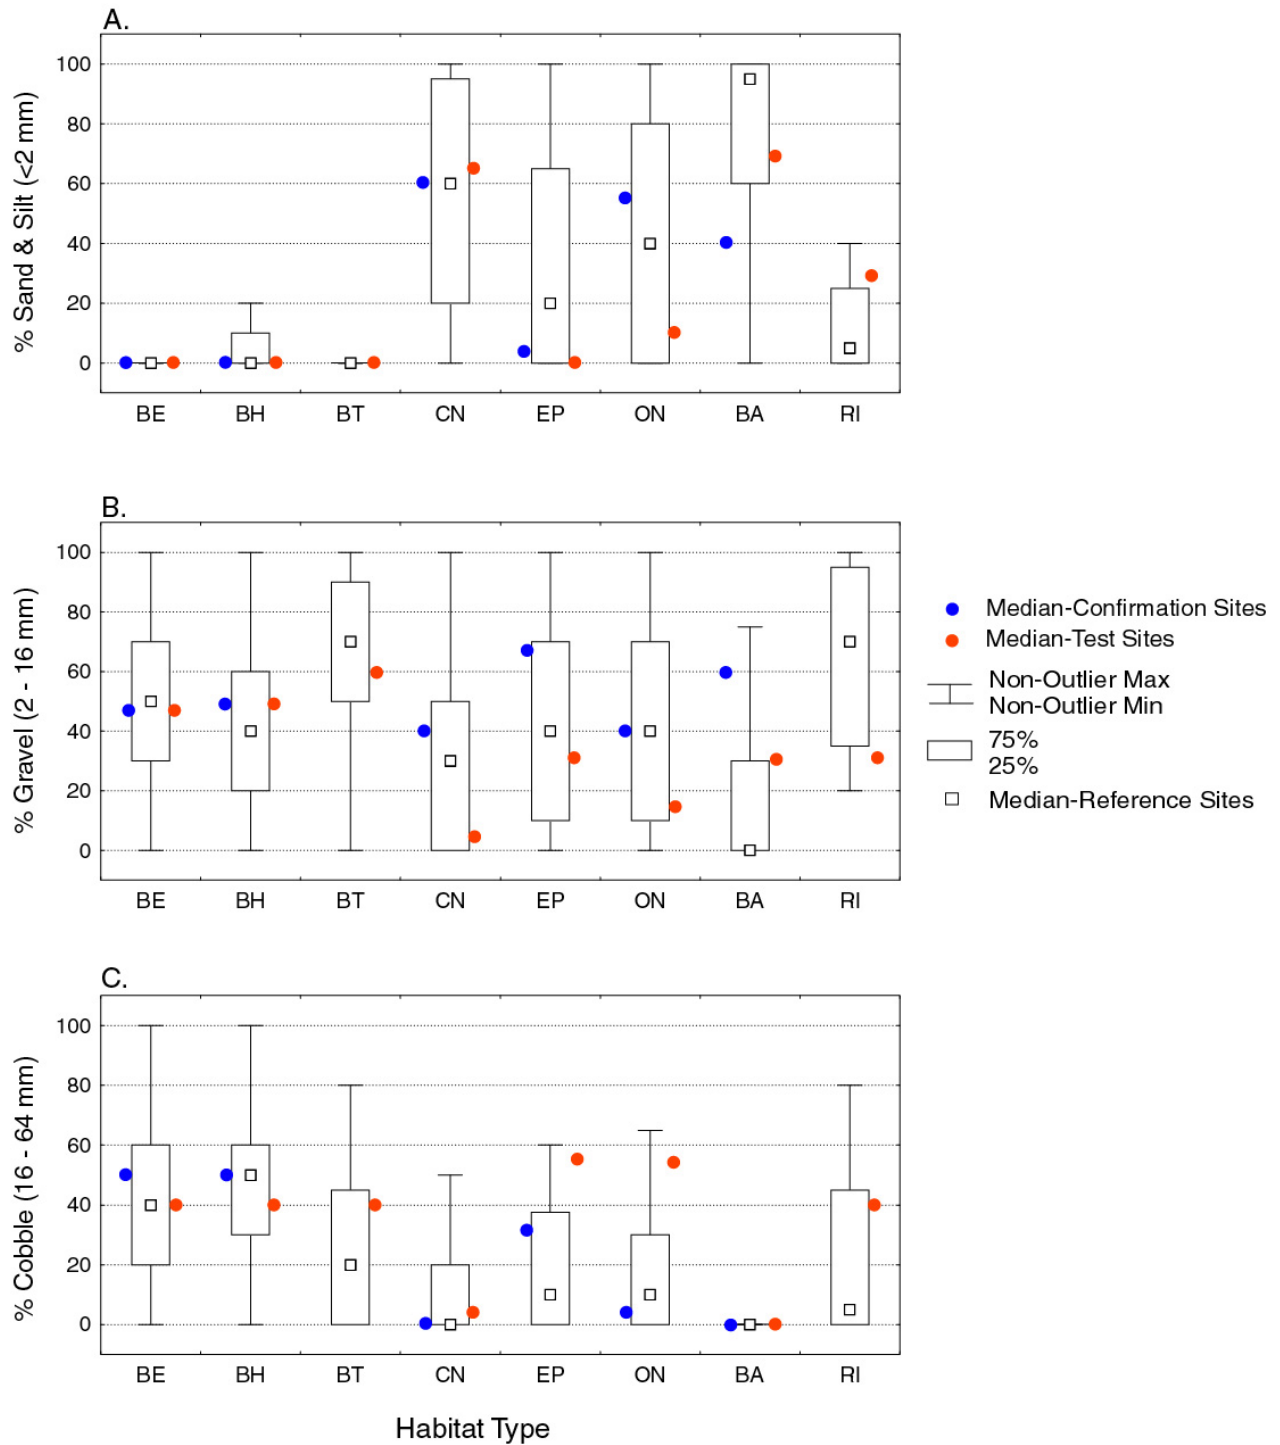 A.
% Sand & Silt (<2 mm)
100
80
60
40
20
0
BE BH BT CN EP ON BA RI
B.
% Gravel (2 - 16 mm)
100
80
60
40
20
0
BE BH BT CN EP ON BA RI
Median-Confirmation Sites
Median-Test Sites
Non-Outlier Max
Non-Outlier Min
75%
25%
Median-Reference Sites
C.
% Cobble (16 - 64 mm)
100
80
60
40
20
0
BE BH BT CN EP ON BA RI
Habitat Type